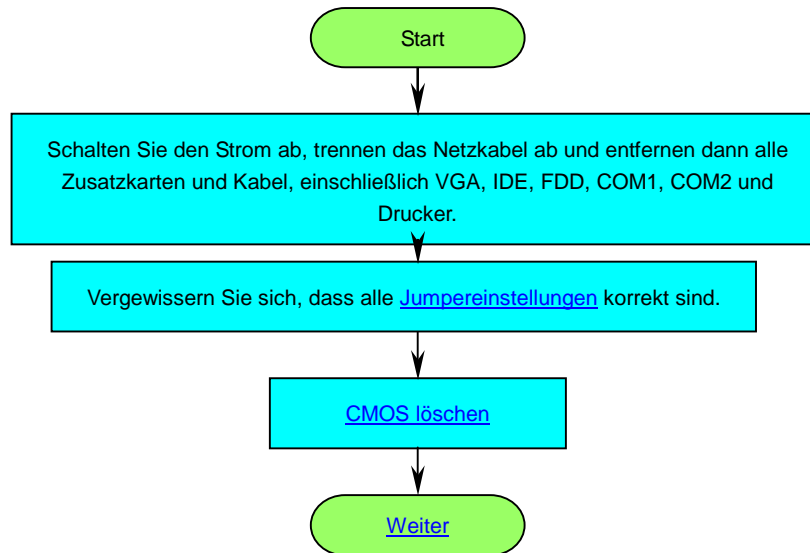 Start
Schalten Sie den Strom ab, trennen das Netzkabel ab und entfernen dann alle
Zusatzkarten und Kabel, einschließlich VGA, IDE, FDD, COM1, COM2 und
Drucker.
Vergewissern Sie sich, dass alle Jumpereinstellungen korrekt sind.
CMOS löschen
Weiter